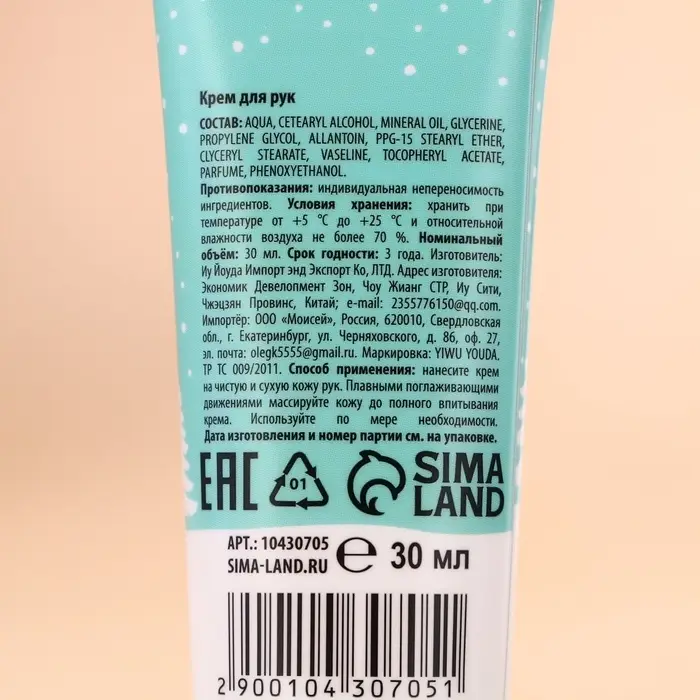 Крем для рук
СОСТАВ: AQUA, CETEARYL ALCOHOL, MINERAL OIL, GLYCERINE,
PROPYLENE GLYCOL, ALLANTOIN, PPG-15 STEARYL ETHER,
CLYCERYL STEARATE, VASELINE, TOCOPHERYL ACETATE,
PARFUME, PHENOXYETHANOL.
Противопоказания: индивидуальная непереносимость
ингредиентов. Условия хранения: хранить при
температуре от +5 °С до +25 °С и относительной
влажности воздуха не более 70 %. Номинальный
объём: 30 мл. Срок годности: 3 года. Изготовитель:
Иу Йоуда Импорт энд Экспорт Ко, ЛТД. Адрес изготовителя:
Экономик Девелопмент Зон, Чоу Жианг СТР, Иу Сити,
Чжэцзян Провинс, Китай; e-mail: 2355776150@qq.com.
Импортёр: ООО «Моисей», Россия, 620010, Свердловская
обл., г. Екатеринбург, ул. Черняховского, д. 86, оф. 27,
эл. почта: olegk5555@gmail.ru. Маркировка: YIWU YOUDA.
ТР ТС 009/2011. Способ применения: нанесите крем
на чистую и сухую кожу рук. Плавными поглаживающими
движениями массируйте кожу до полного впитывания
крема. Используйте по мере необходимости.
Дата изготовления и номер партии см. на упаковке.
EAC 01 SIMA
LAND
АРТ.: 10430705
SIMA-LAND.RU
℮ 30 мл
2 900104 307051